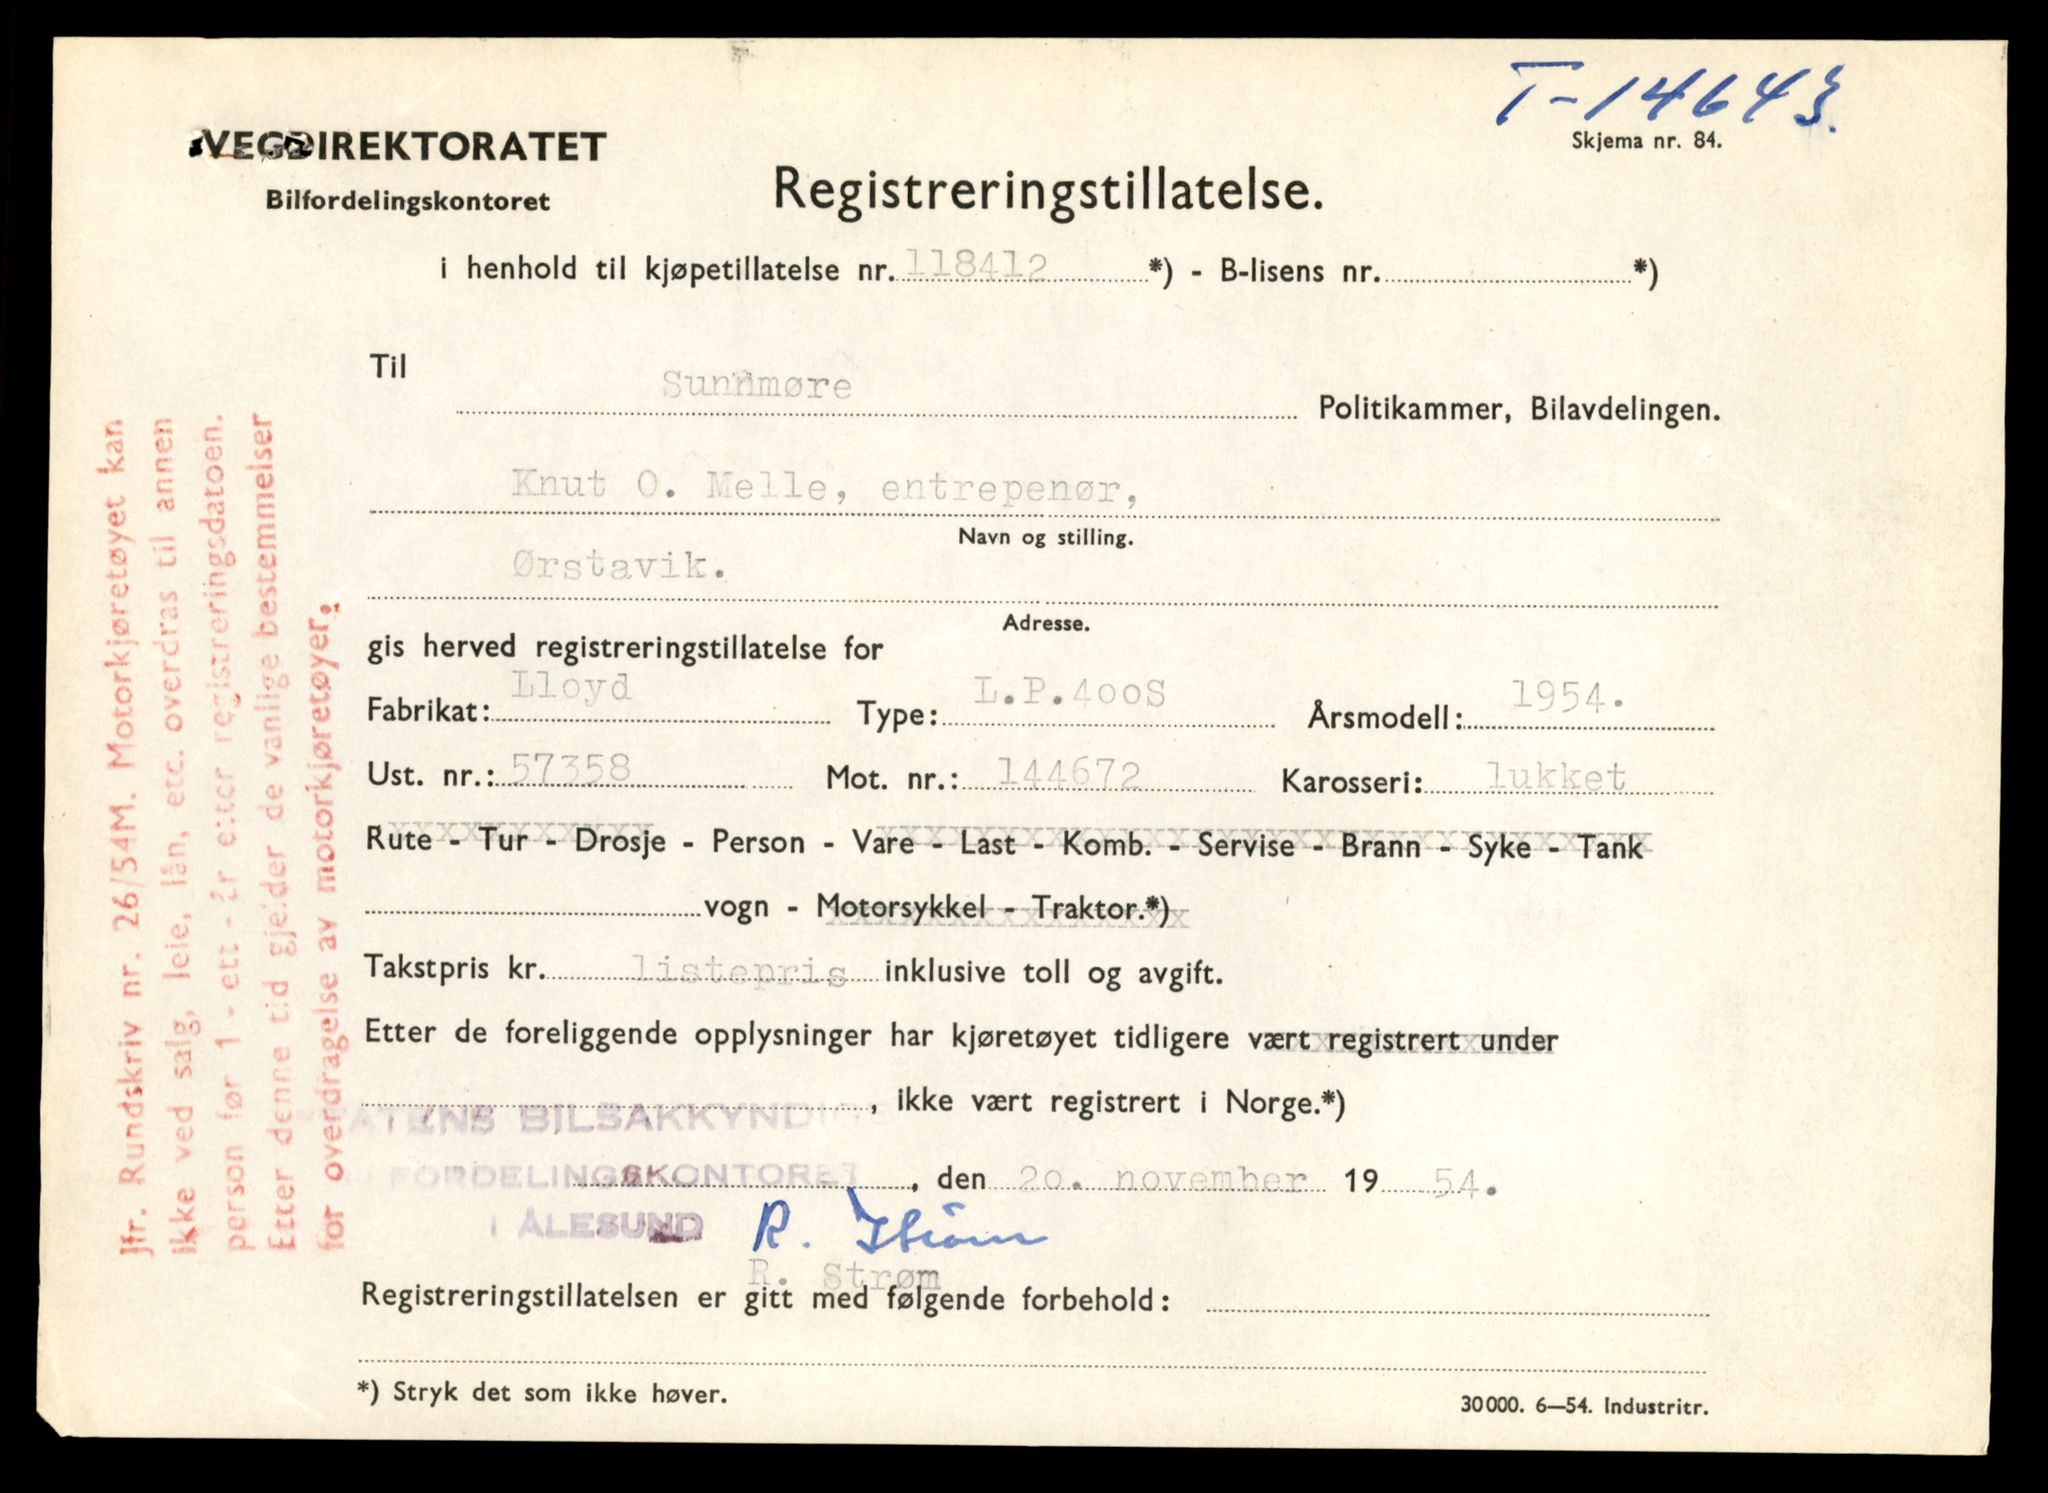 T-14643.
Skjema nr. 84.
VEGDIREKTORATET
Bilfordelingskontoret
Registreringstillatelse.
i henhold til kjøpetillatelse nr. 118412 *) - B-lisens nr. *)
Til Sunnmøre Politikammer, Bilavdelingen.
Knut O. Melle, entrepenør,
Navn og stilling.
Ørstavik.
Adresse.
gis herved registreringstillatelse for
Fabrikat: Lloyd Type: L.P.400S Årsmodell: 1954.
Ust. nr.: 57358 Mot. nr.: 144672 Karosseri: lukket
Rute - Tur - Drosje - Person - Vare - Last - Komb. - Servise - Brann - Syke - Tank
vogn - Motorsykkel - Traktor.*)
Takstpris kr. listepris inklusive toll og avgift.
Etter de foreliggende opplysninger har kjøretøyet tidligere vært registrert under
, ikke vært registrert i Norge.*)
BILSAKKYNDIG
FORDELINGSKONTORET , den 20. november 19 54.
I ÅLESUND R. Strøm
R. Strøm
Registreringstillatelsen er gitt med følgende forbehold:
*) Stryk det som ikke høver.
30000. 6—54. Industritr.
Jfr. Rundskriv nr. 26/54M. Motorkjøretøyet kan
ikke ved salg, leie, lån, etc. overdras til annen
person før 1 - ett - år etter registreringsdatoen.
Etter denne tid gjelder de vanlige bestemmelser
for overdragelse av motorkjøretøyer.